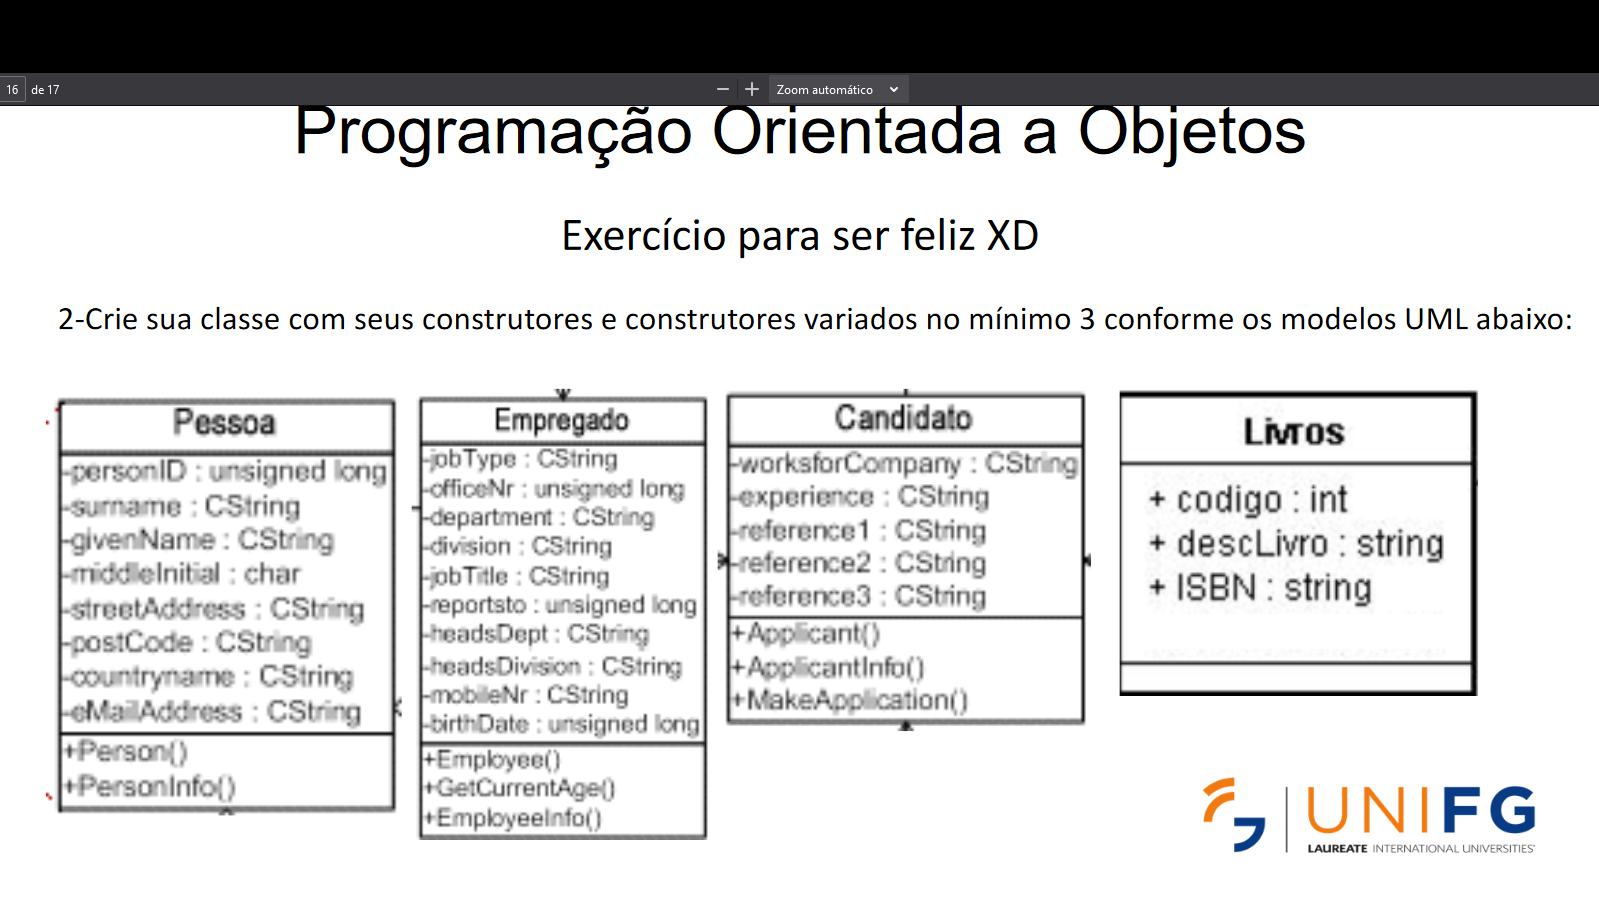 16 de 17
Zoom automático
Programação Orientada a Objetos
Exercício para ser feliz XD
2-Crie sua classe com seus construtores e construtores variados no mínimo 3 conforme os modelos UML abaixo:
Pessoa
-personID : unsigned long
-surname : CString
-givenName : CString
-middleInitial : char
-streetAddress : CString
-postCode : CString
-countryname : CString
-eMailAddress : CString
+Person()
+PersonInfo()
Empregado
-jobType : CString
-officeNr : unsigned long
-department : CString
-division : CString
-jobTitle : CString
-reportsto : unsigned long
-headsDept : CString
-headsDivision : CString
-mobileNr : CString
-birthDate : unsigned long
+Employee()
+GetCurrentAge()
+EmployeeInfo()
Candidato
-worksforCompany : CString
-experience : CString
-reference1 : CString
-reference2 : CString
-reference3 : CString
+Applicant()
+ApplicantInfo()
+MakeApplication()
Livros
+ codigo : int
+ descLivro : string
+ ISBN : string
UNIFG
LAUREATE INTERNATIONAL UNIVERSITIES